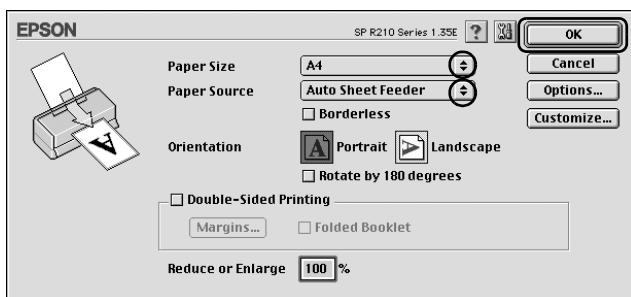 EPSON SP R210 Series 1.35E ? OK
Paper Size A4 Cancel
Paper Source Auto Sheet Feeder Options...
Borderless Customize...
Orientation A Portrait A Landscape
Rotate by 180 degrees
Double-Sided Printing
Margins... Folded Booklet
Reduce or Enlarge 100 %
A